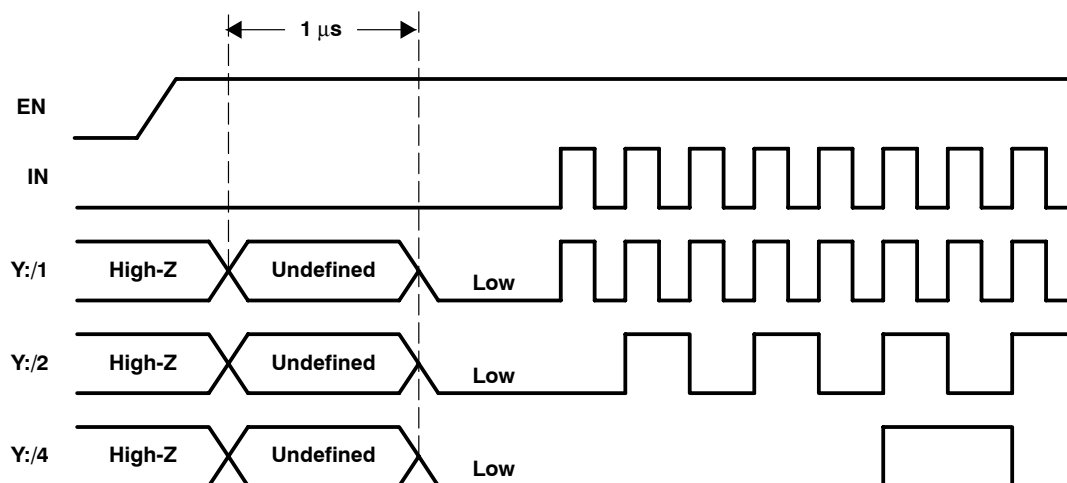 1 μs
EN
IN
Y:/1 High-Z Undefined Low
Y:/2 High-Z Undefined Low
Y:/4 High-Z Undefined Low